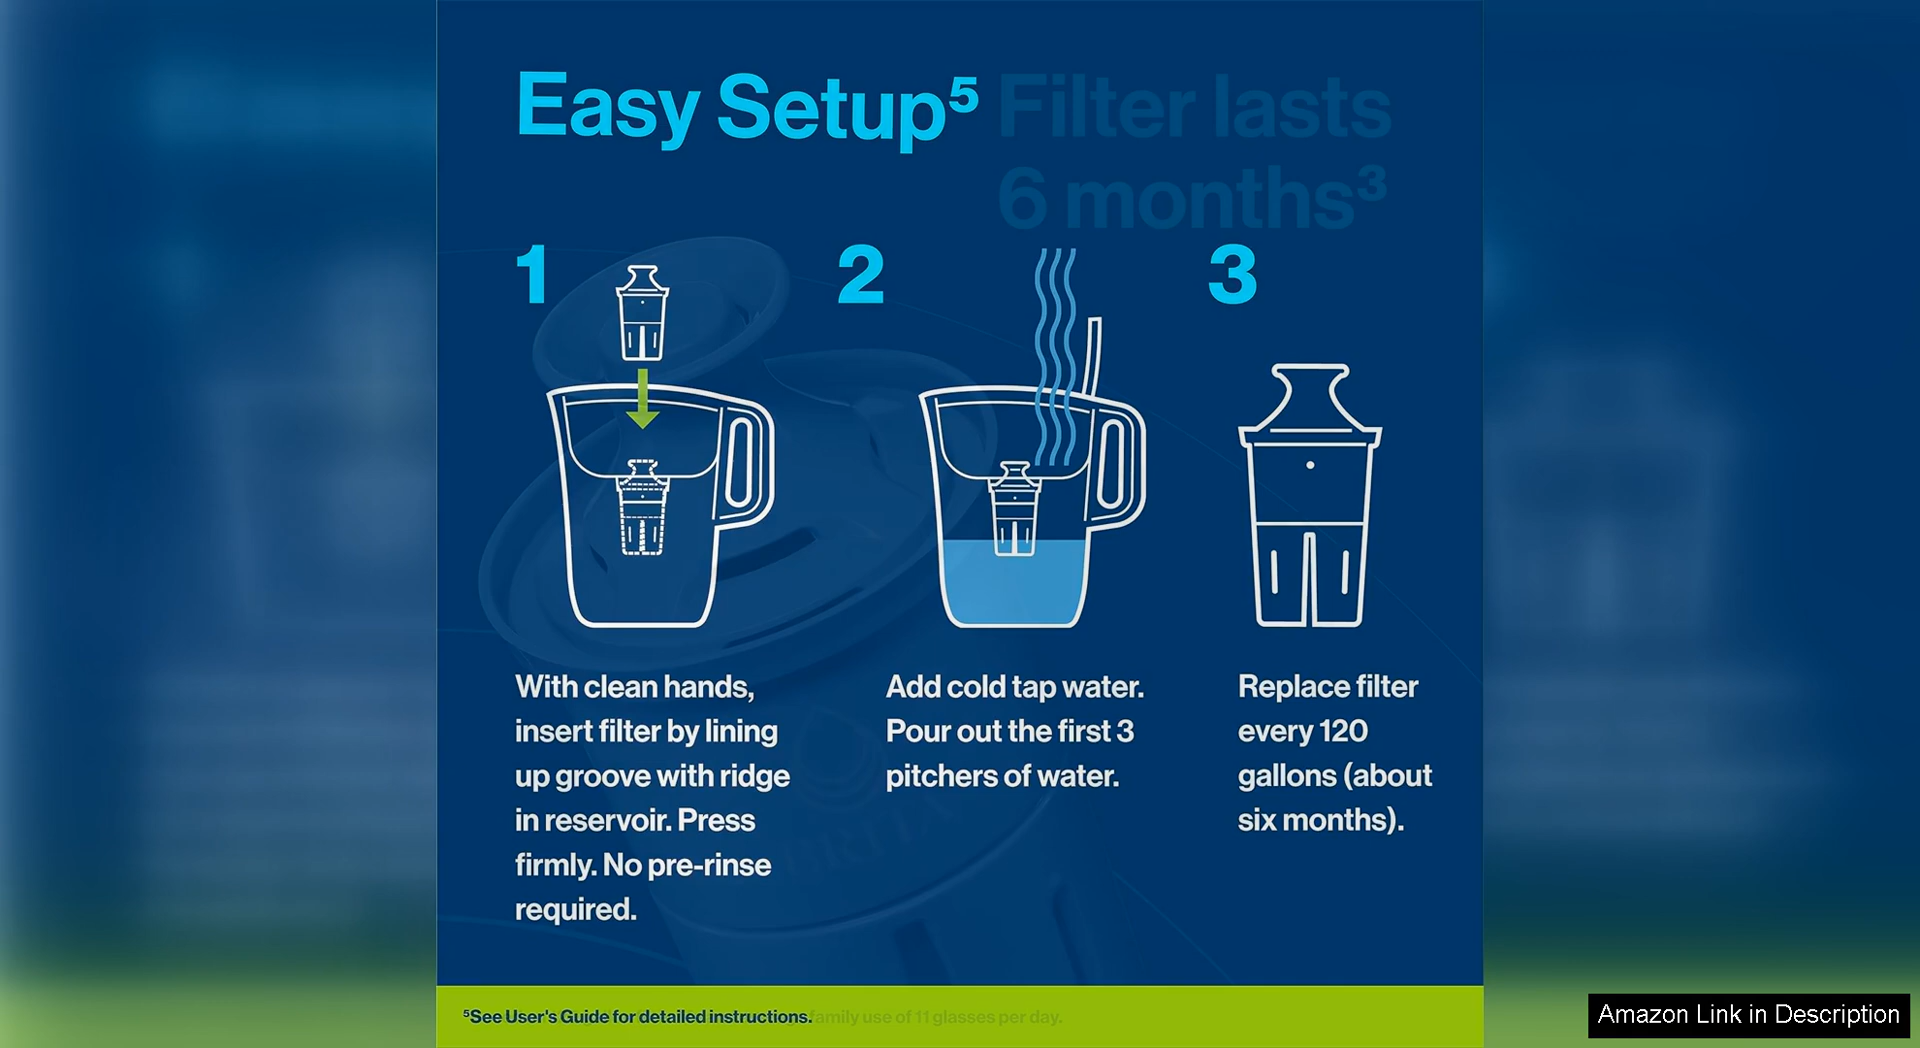 Easy Setup⁵ Filter lasts
6 months³
1
With clean hands,
insert filter by lining
up groove with ridge
in reservoir. Press
firmly. No pre-rinse
required.
2
Add cold tap water.
Pour out the first 3
pitchers of water.
3
Replace filter
every 120
gallons (about
six months).
BRITA
⁵See User's Guide for detailed instructions. family use of 11 glasses per day.
Amazon Link in Description